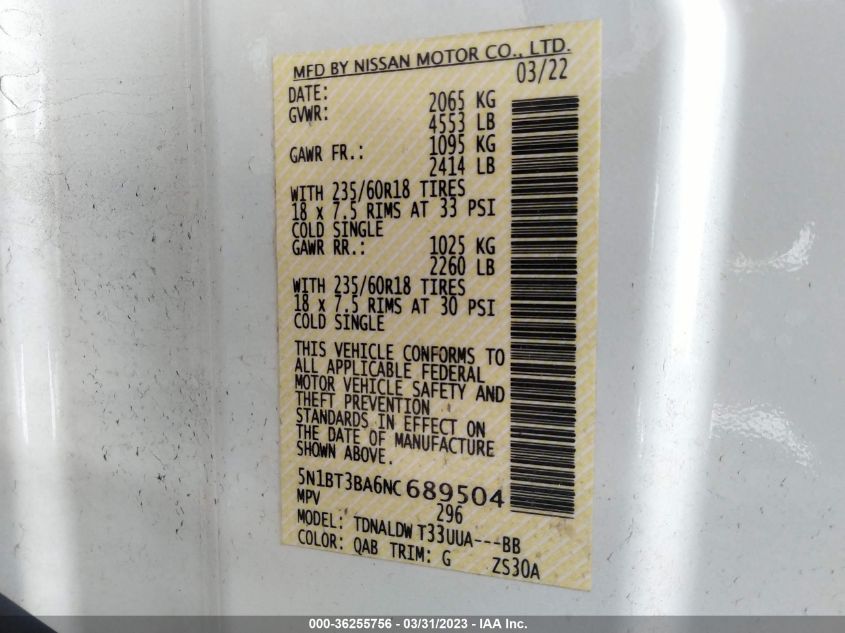 MFD BY NISSAN MOTOR CO., LTD.
DATE: 03/22
GVWR: 2065 KG
4553 LB
GAWR FR.: 1095 KG
2414 LB
WITH 235/60R18 TIRES
18 x 7.5 RIMS AT 33 PSI
COLD SINGLE
GAWR RR.: 1025 KG
2260 LB
WITH 235/60R18 TIRES
18 x 7.5 RIMS AT 30 PSI
COLD SINGLE
THIS VEHICLE CONFORMS TO
ALL APPLICABLE FEDERAL
MOTOR VEHICLE SAFETY AND
THEFT PREVENTION
STANDARDS IN EFFECT ON
THE DATE OF MANUFACTURE
SHOWN ABOVE.
5N1BT3BA6NC689504
MPV 296
MODEL: TDNALDW T33UUA---BB
COLOR: QAB TRIM: G ZS30A
000-36255756 - 03/31/2023 - IAA Inc.